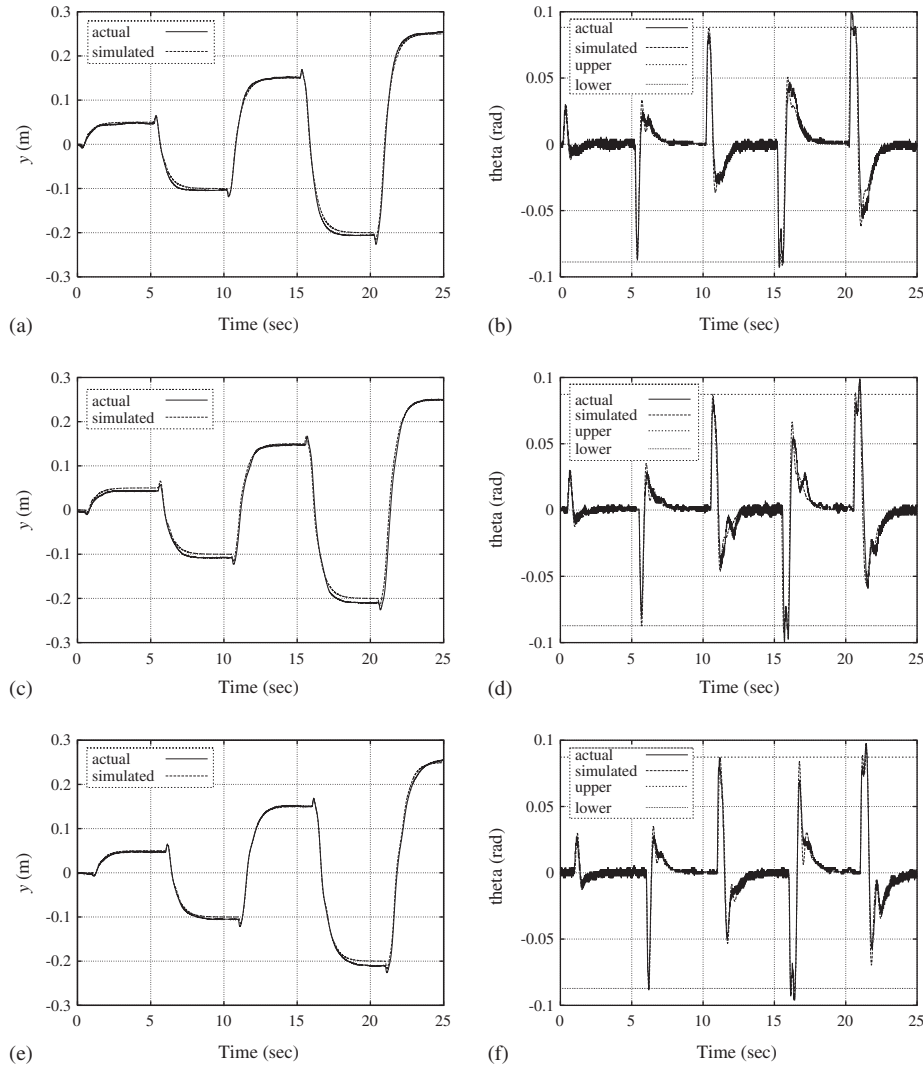 0.3
0.2
0.1
0
-0.1
-0.2
-0.3
y (m)
actual
simulated
0 5 10 15 20 25
Time (sec)
(a)
0.1
0.05
0
-0.05
-0.1
theta (rad)
actual
simulated
upper
lower
0 5 10 15 20 25
Time (sec)
(b)
0.3
0.2
0.1
0
-0.1
-0.2
-0.3
y (m)
actual
simulated
0 5 10 15 20 25
Time (sec)
(c)
0.1
0.05
0
-0.05
-0.1
theta (rad)
actual
simulated
upper
lower
0 5 10 15 20 25
Time (sec)
(d)
0.3
0.2
0.1
0
-0.1
-0.2
-0.3
y (m)
actual
simulated
0 5 10 15 20 25
Time (sec)
(e)
0.1
0.05
0
-0.05
-0.1
theta (rad)
actual
simulated
upper
lower
0 5 10 15 20 25
Time (sec)
(f)